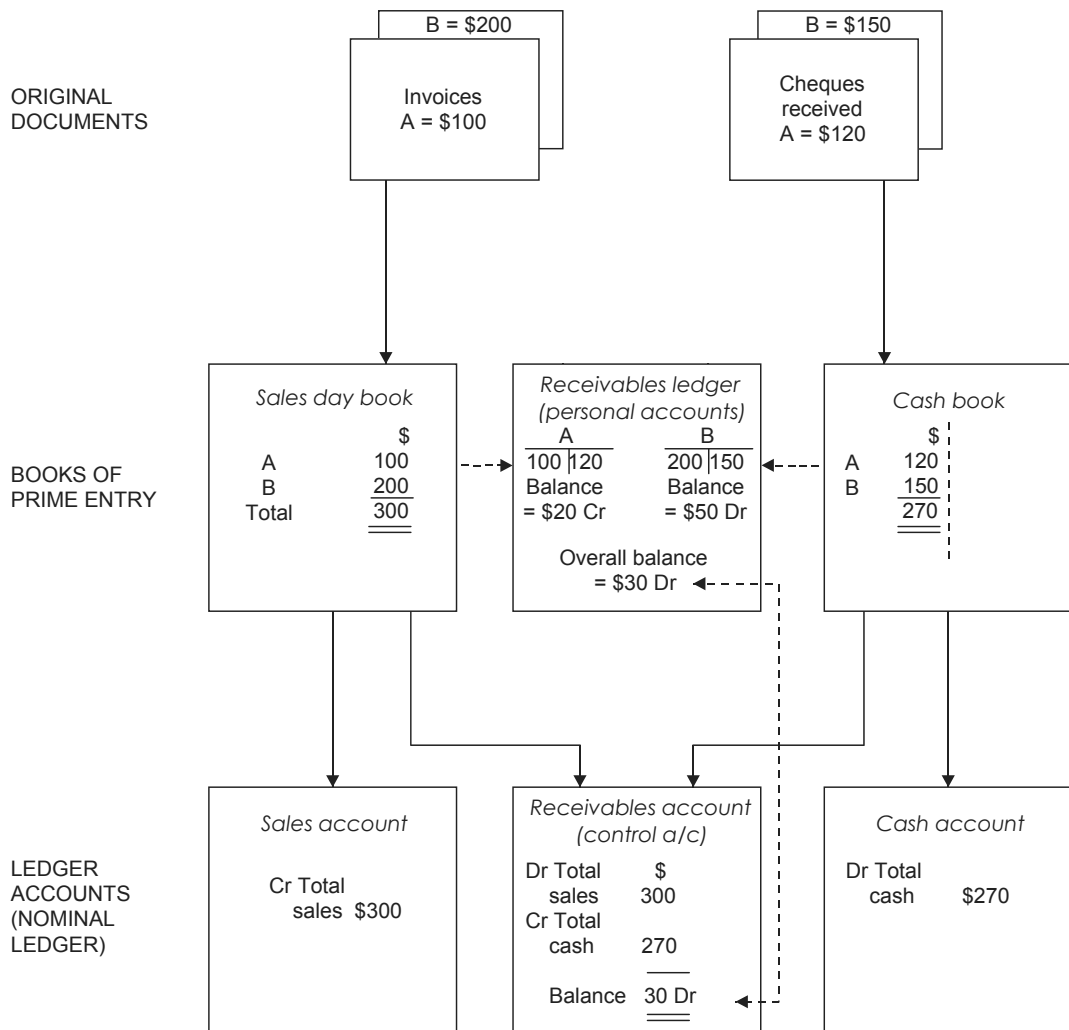 B = $200
B = $150
ORIGINAL
DOCUMENTS
Invoices
A = $100
Cheques
received
A = $120
Sales day book
$
A 100
B 200
Total 300
Receivables ledger
(personal accounts)
A B
100 120 200 150
Balance Balance
= $20 Cr = $50 Dr
Overall balance
= $30 Dr
Cash book
$
A 120
B 150
270
BOOKS OF
PRIME ENTRY
LEDGER
ACCOUNTS
(NOMINAL
LEDGER)
Sales account
Cr Total
sales $300
Receivables account
(control a/c)
Dr Total $
sales 300
Cr Total
cash 270
Balance 30 Dr
Cash account
Dr Total
cash $270